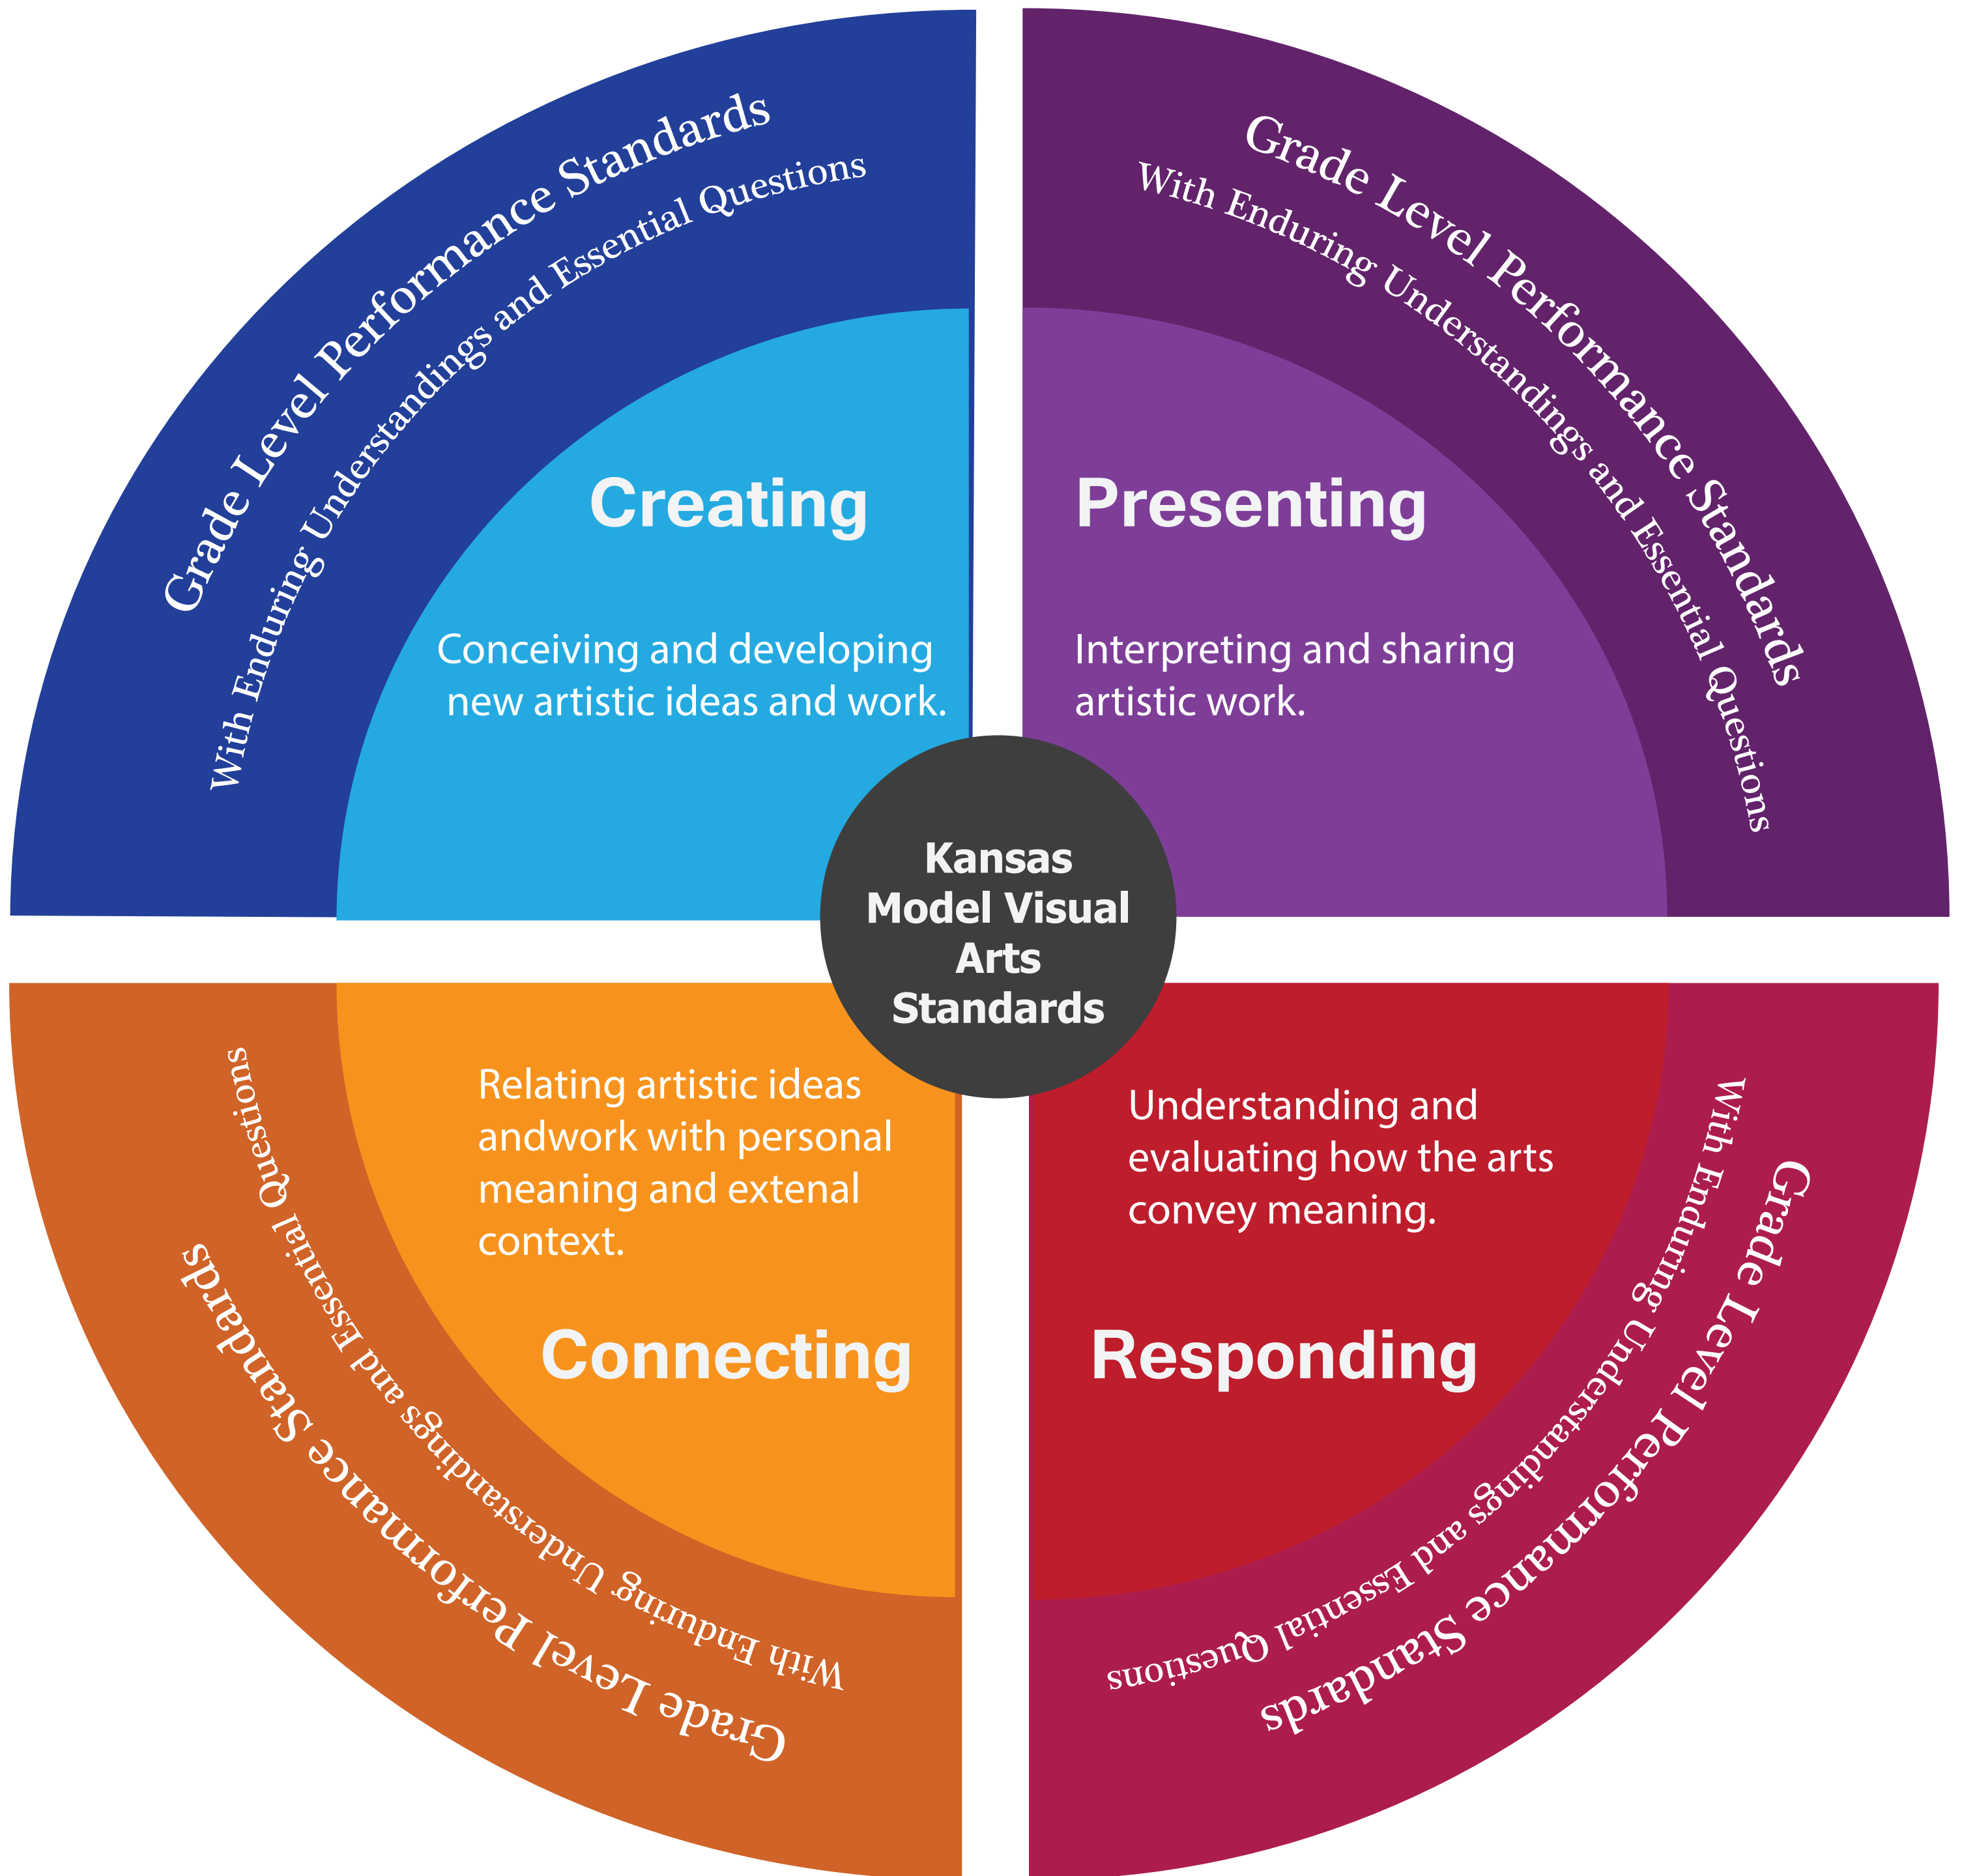 Grade Level Performance Standards
With Enduring Understandings and Essential Questions
Creating
Conceiving and developing
new artistic ideas and work.
Grade Level Performance Standards
With Enduring Understandings and Essential Questions
Presenting
Interpreting and sharing
artistic work.
Kansas
Model Visual
Arts
Standards
Relating artistic ideas
andwork with personal
meaning and extenal
context.
Connecting
With Enduring Understandings and Essential Questions
Grade Level Performance Standards
Understanding and
evaluating how the arts
convey meaning.
Responding
With Enduring Understandings and Essential Questions
Grade Level Performance Standards